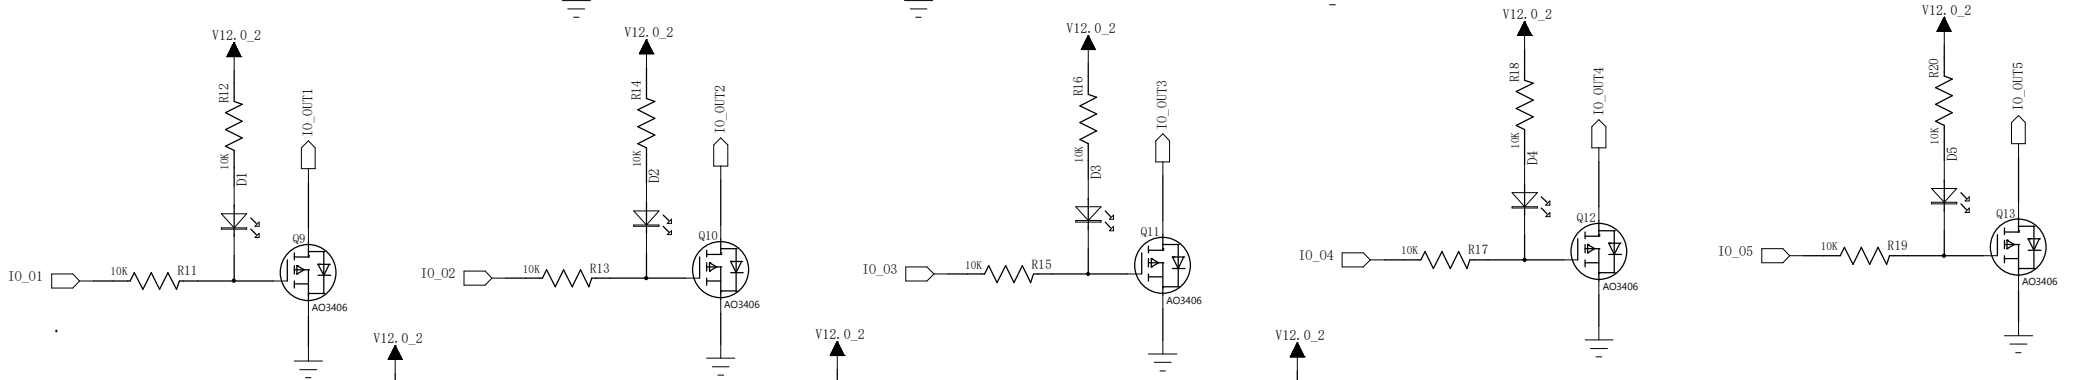 V12.0_2
R12
10K
D1
IO_OUT1
Q9
IO_01
10K
R11
AO3406
V12.0_2
V12.0_2
R14
10K
D2
IO_OUT2
Q10
IO_02
10K
R13
AO3406
V12.0_2
V12.0_2
R16
10K
D3
IO_OUT3
Q11
IO_03
10K
R15
AO3406
V12.0_2
V12.0_2
R18
10K
D4
IO_OUT4
Q12
IO_04
10K
R17
AO3406
V12.0_2
R20
10K
D5
IO_OUT5
Q13
IO_05
10K
R19
AO3406